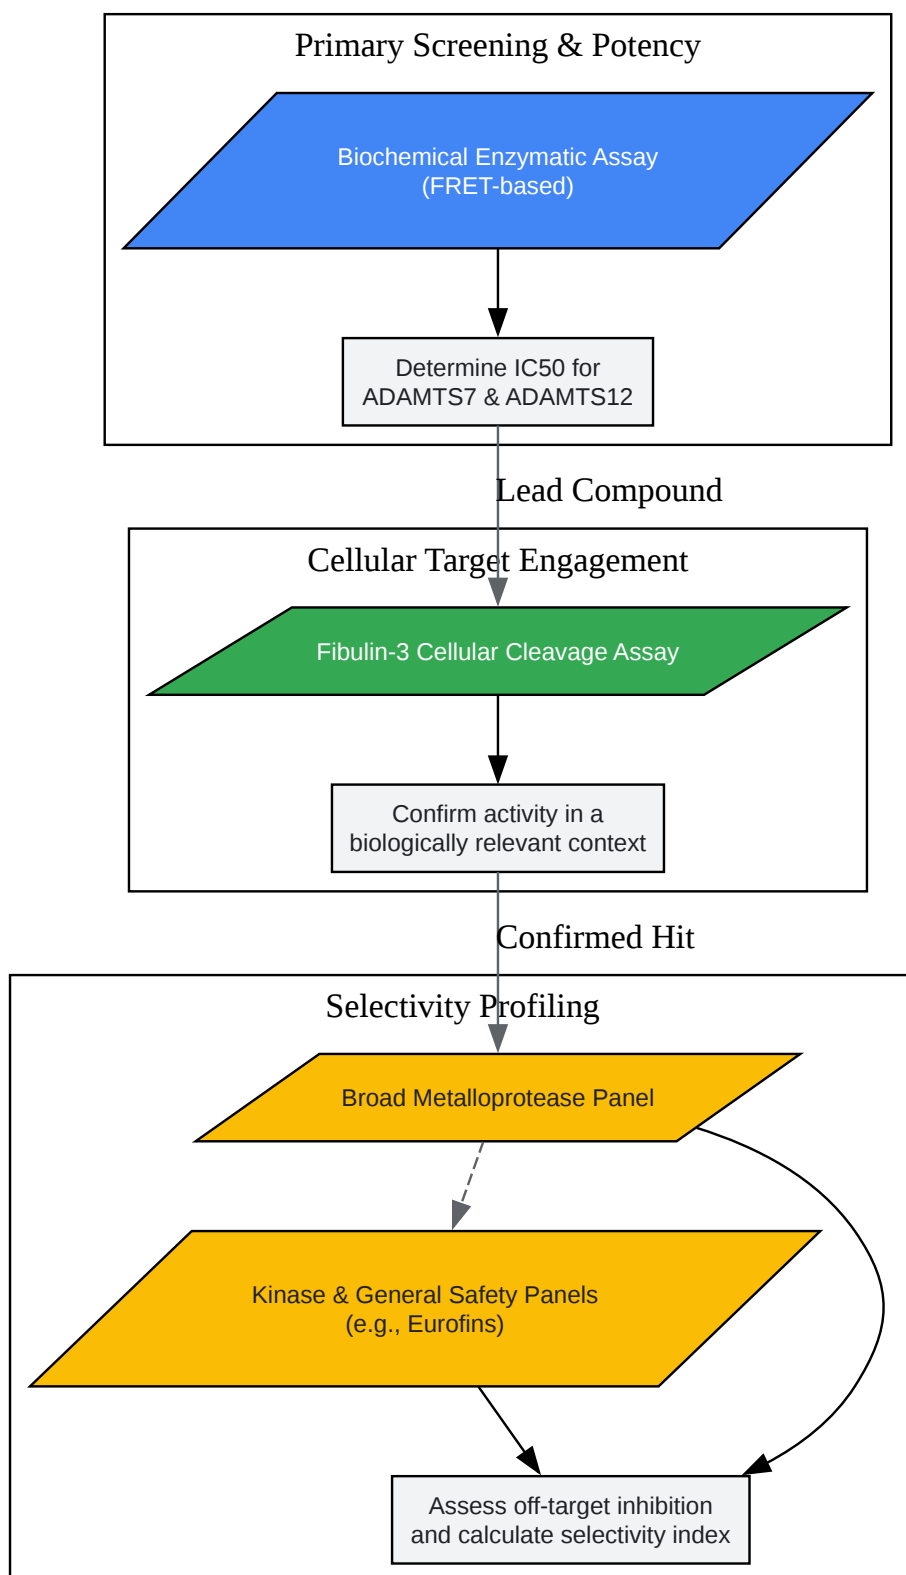 Primary Screening & Potency
Biochemical Enzymatic Assay
(FRET-based)
Determine IC50 for
ADAMTS7 & ADAMTS12
Lead Compound
Cellular Target Engagement
Fibulin-3 Cellular Cleavage Assay
Confirm activity in a
biologically relevant context
Confirmed Hit
Selectivity Profiling
Broad Metalloprotease Panel
Kinase & General Safety Panels
(e.g., Eurofins)
Assess off-target inhibition
and calculate selectivity index